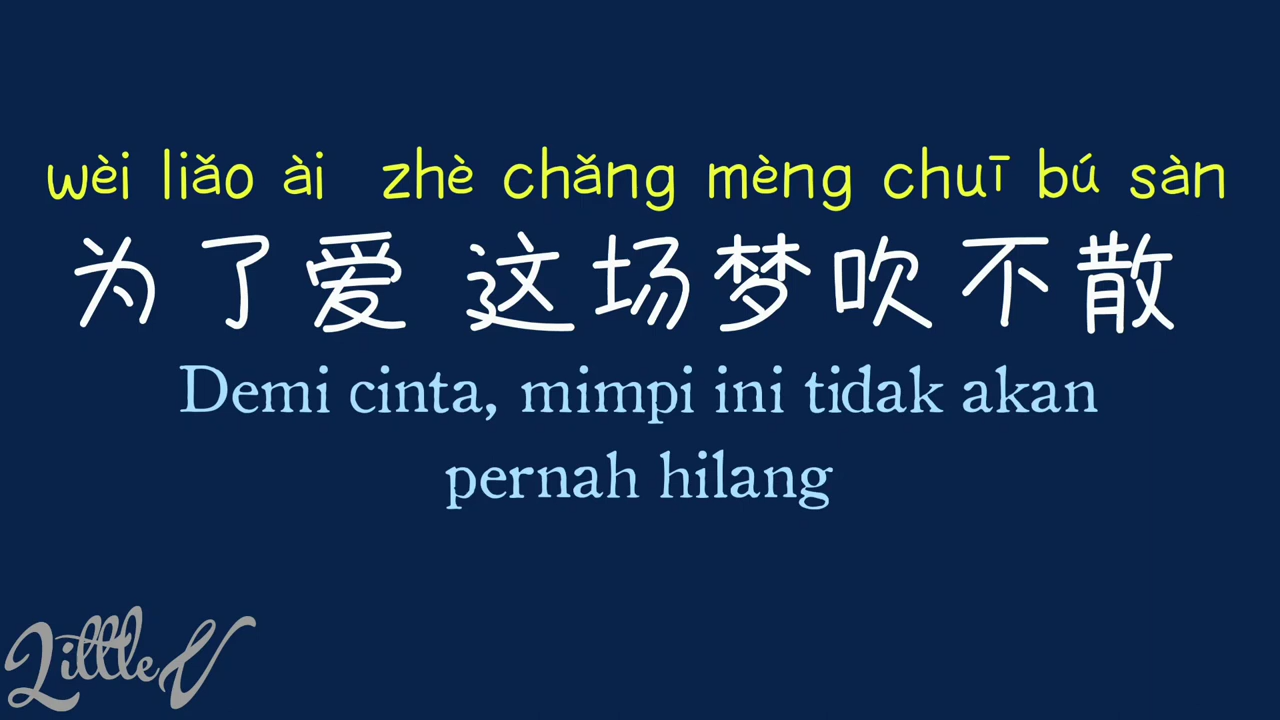 wèi liǎo ài zhè chǎng mèng chuī bú sàn
为了爱 这场梦吹不散
Demi cinta, mimpi ini tidak akan
pernah hilang
Little V